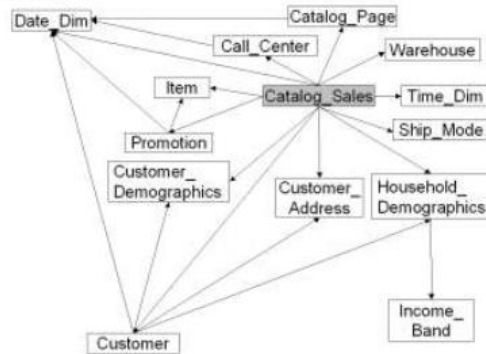 Date_Dim
Catalog_Page
Call_Center
Warehouse
Item
Catalog_Sales
Time_Dim
Ship_Mode
Promotion
Customer_
Demographics
Customer_
Address
Household_
Demographics
Income_
Band
Customer